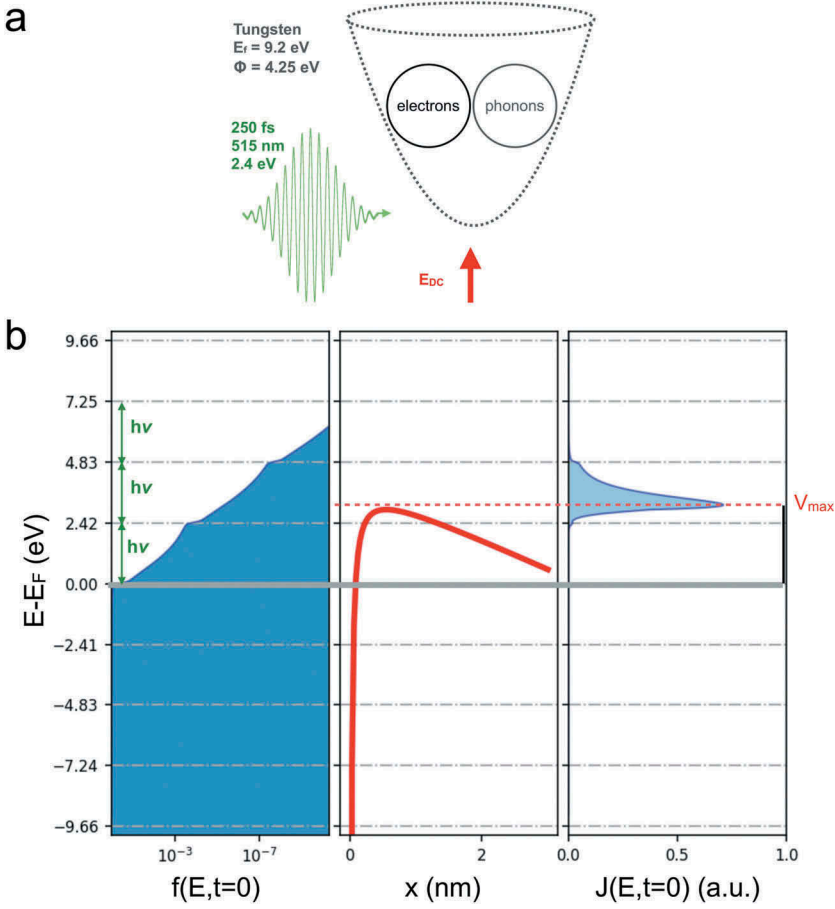 a
Tungsten
Ef = 9.2 eV
Φ = 4.25 eV
electrons
phonons
250 fs
515 nm
2.4 eV
EDC
b
9.66
7.25
4.83
2.42
0.00
−2.41
−4.83
−7.24
−9.66
E-EF (eV)
hν
hν
hν
Vmax
10⁻³
10⁻⁷
0
2
0.0
0.5
1.0
f(E,t=0)
x (nm)
J(E,t=0) (a.u.)